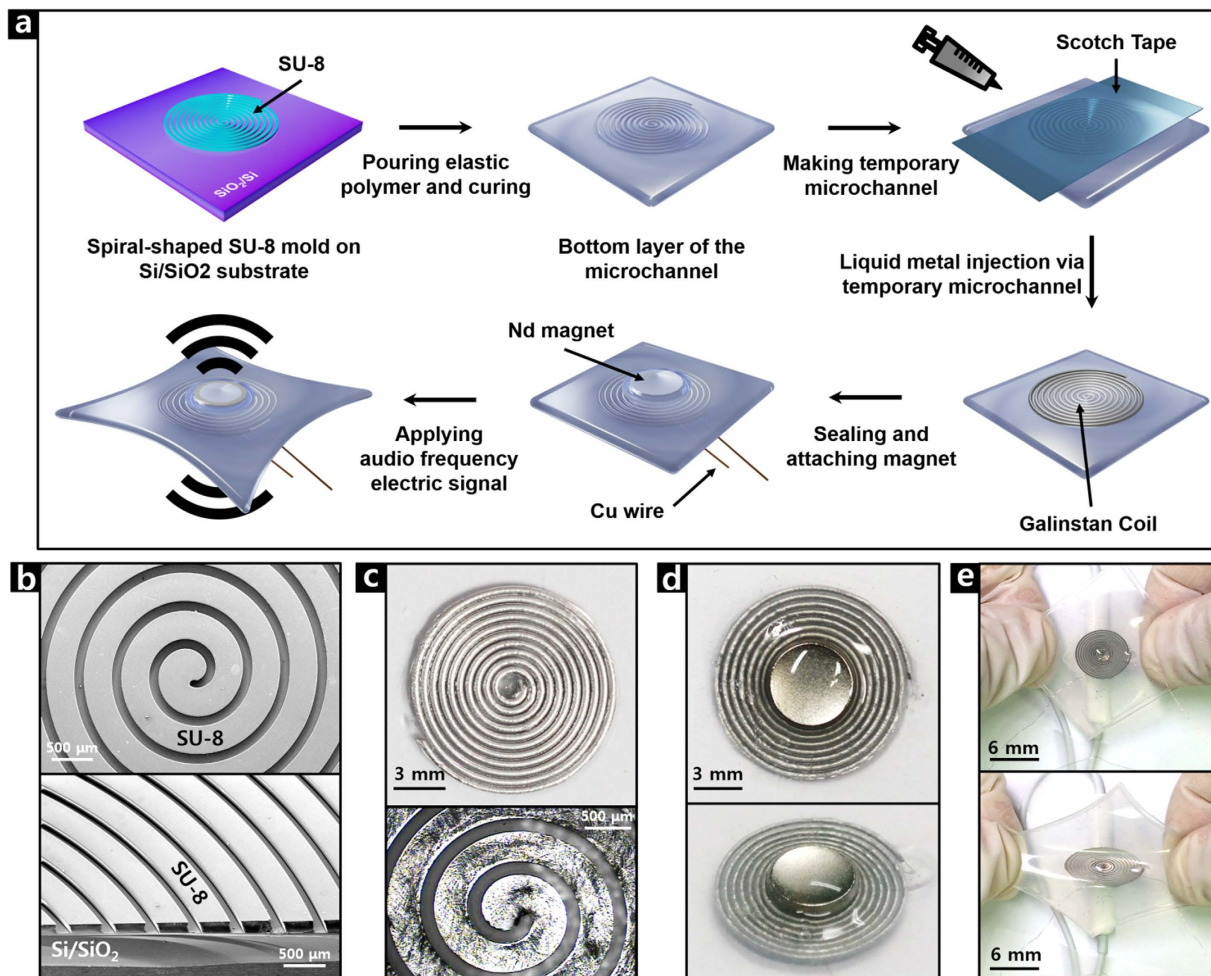 a
SU-8
Scotch Tape
SiO2/Si
Pouring elastic
polymer and curing
Making temporary
microchannel
Spiral-shaped SU-8 mold on
Si/SiO2 substrate
Bottom layer of the
microchannel
Liquid metal injection via
temporary microchannel
Nd magnet
Applying
audio frequency
electric signal
Sealing and
attaching magnet
Cu wire
Galinstan Coil
b
SU-8
500 µm
SU-8
Si/SiO₂
500 µm
c
3 mm
500 µm
d
3 mm
e
6 mm
6 mm